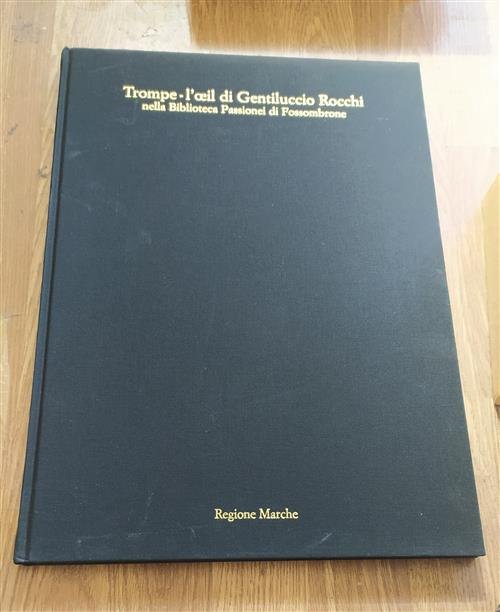 Trompe-l'œil di Gentiluccio Rocchi
nella Biblioteca Passionei di Fossombrone
Regione Marche